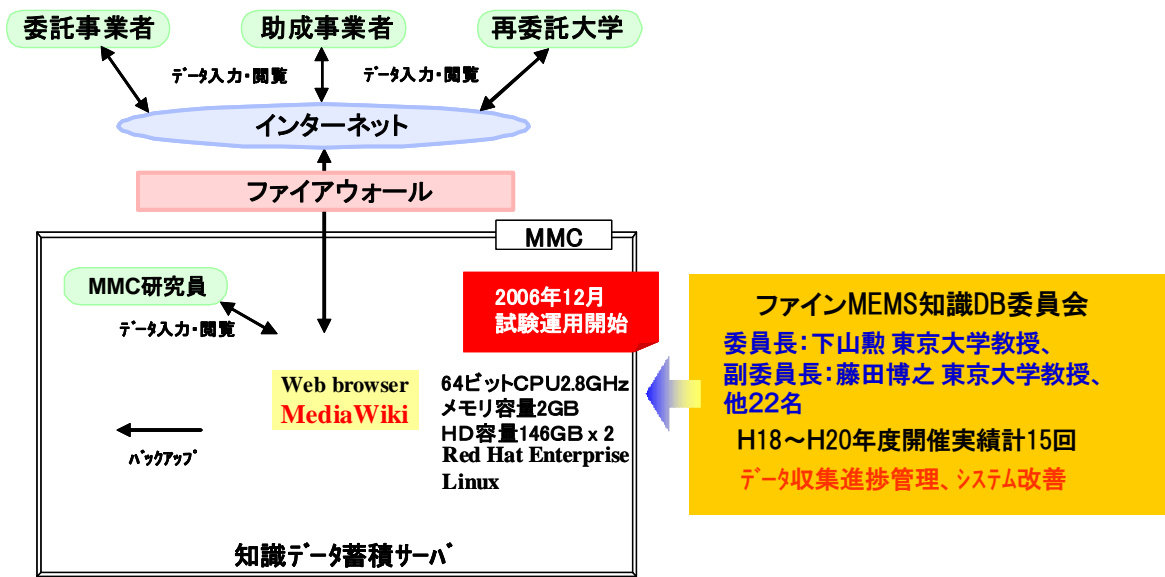 委託事業者
助成事業者
再委託大学
ﾃﾞｰﾀ入力・閲覧
ﾃﾞｰﾀ入力・閲覧
インターネット
ファイアウォール
MMC
MMC研究員
ﾃﾞｰﾀ入力・閲覧
2006年12月
試験運用開始
Web browser
MediaWiki
64ビットCPU2.8GHz
メモリ容量2GB
HD容量146GB x 2
Red Hat Enterprise
Linux
ﾊﾞｯｸｱｯﾌﾟ
知識ﾃﾞｰﾀ蓄積ｻｰﾊﾞ
ファインMEMS知識DB委員会
委員長：下山勲 東京大学教授、
副委員長：藤田博之 東京大学教授、
他22名
H18～H20年度開催実績計15回
ﾃﾞｰﾀ収集進捗管理、ｼｽﾃﾑ改善